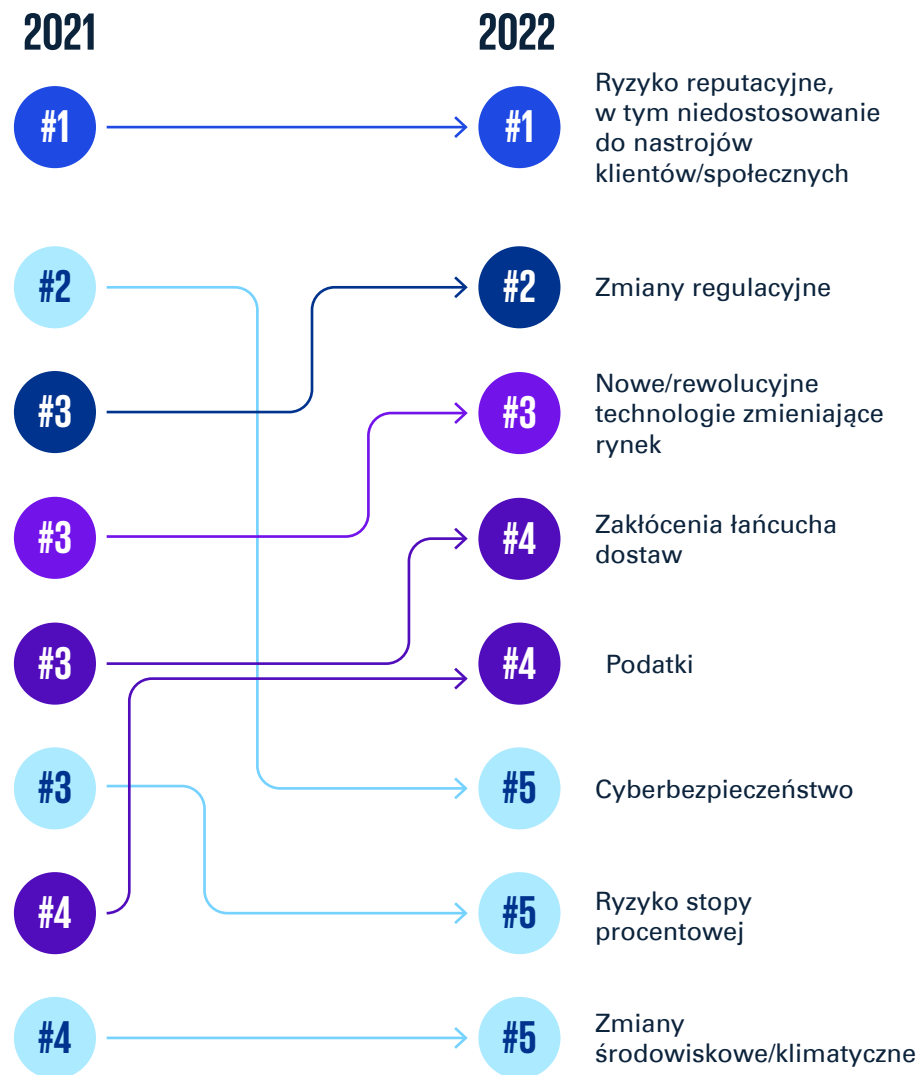 2021 2022
#1 #1 Ryzyko reputacyjne,
w tym niedostosowanie
do nastrojów
klientów/społecznych
#2 #2 Zmiany regulacyjne
#3 #3 Nowe/rewolucyjne
technologie zmieniające
rynek
#3 #4 Zakłócenia łańcucha
dostaw
#3 #4 Podatki
#3 #5 Cyberbezpieczeństwo
#4 #5 Ryzyko stopy
procentowej
#4 #5 Zmiany
środowiskowe/klimatyczne